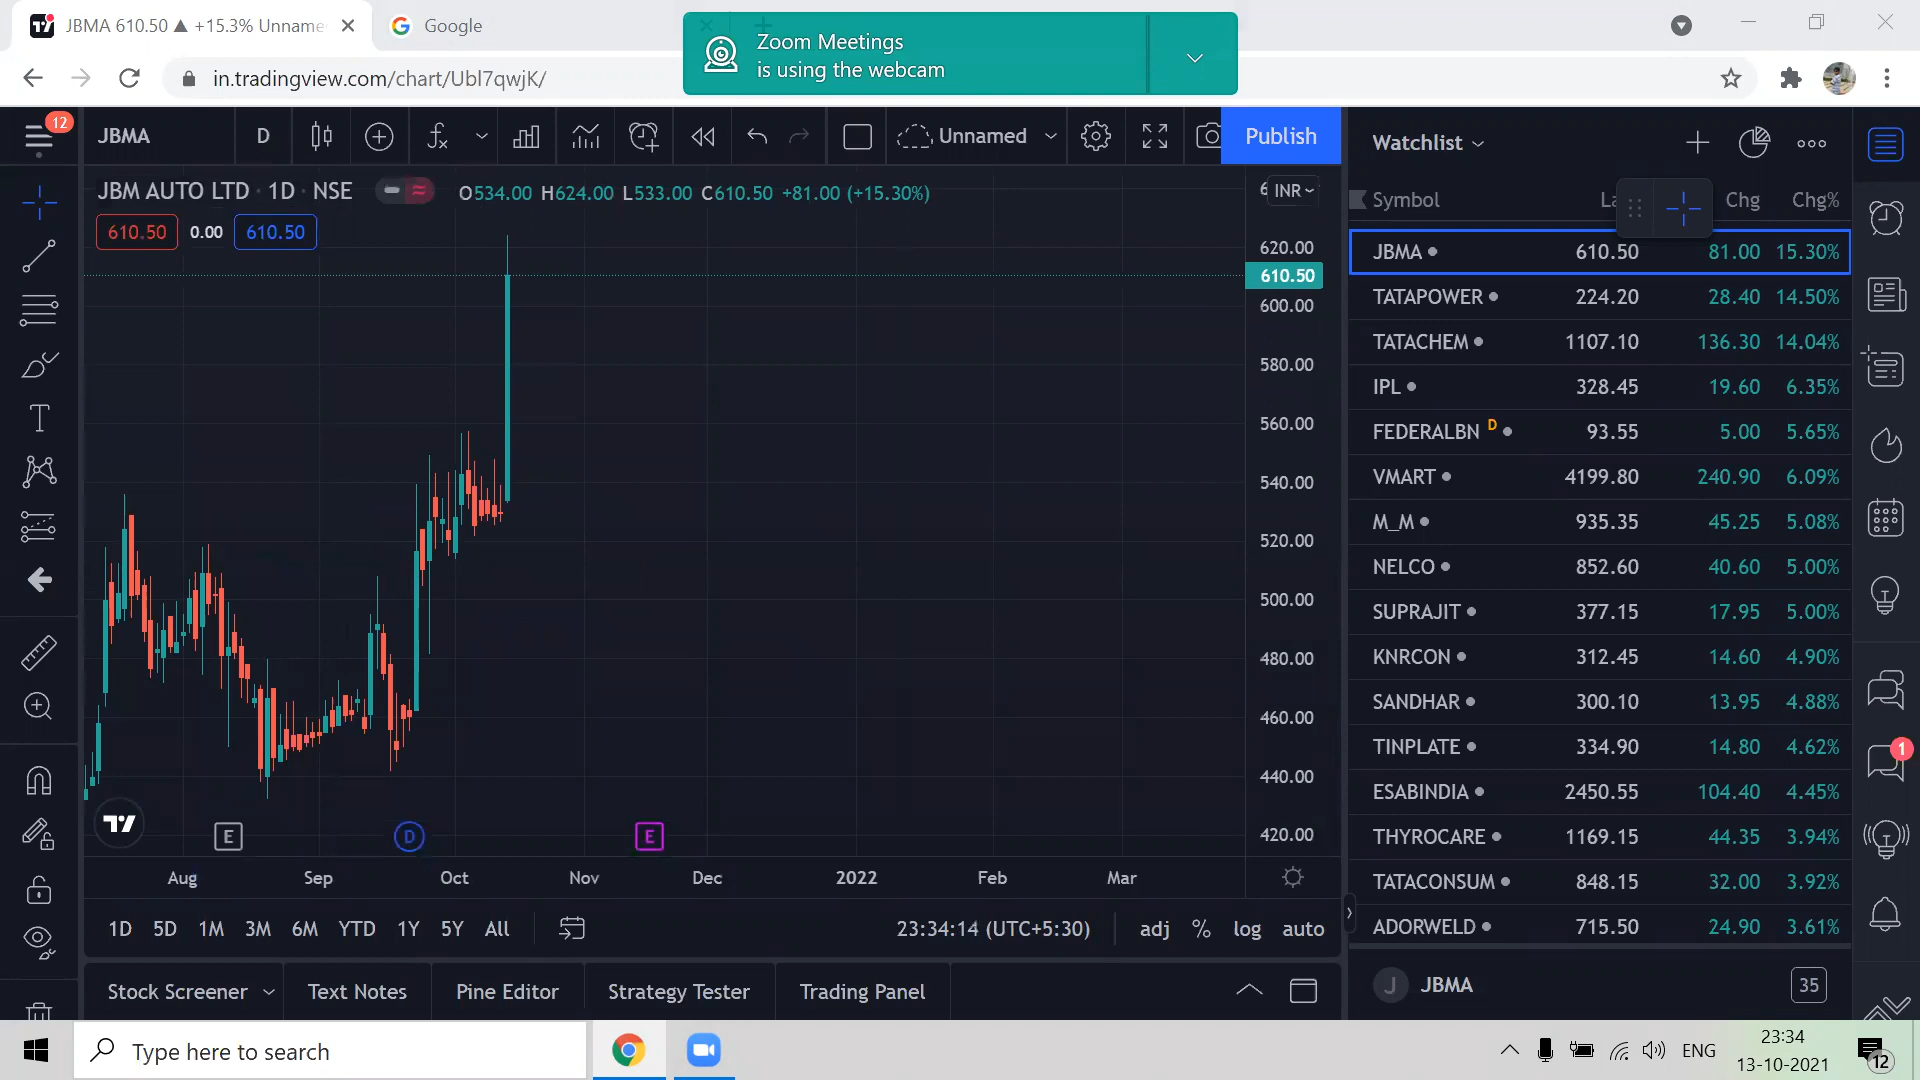 JBMA 610.50 ▲ +15.3% Unname
Google
Zoom Meetings
is using the webcam
in.tradingview.com/chart/Ubl7qwjK/
12
JBMA
D
Unnamed
Publish
Watchlist
JBM AUTO LTD · 1D · NSE
O534.00 H624.00 L533.00 C610.50 +81.00 (+15.30%)
INR
610.50 0.00 610.50
Symbol La Chg Chg%
JBMA 610.50 81.00 15.30%
TATAPOWER 224.20 28.40 14.50%
TATACHEM 1107.10 136.30 14.04%
IPL 328.45 19.60 6.35%
FEDERALBN D 93.55 5.00 5.65%
VMART 4199.80 240.90 6.09%
M_M 935.35 45.25 5.08%
NELCO 852.60 40.60 5.00%
SUPRAJIT 377.15 17.95 5.00%
KNRCON 312.45 14.60 4.90%
SANDHAR 300.10 13.95 4.88%
TINPLATE 334.90 14.80 4.62%
ESABINDIA 2450.55 104.40 4.45%
THYROCARE 1169.15 44.35 3.94%
TATACONSUM 848.15 32.00 3.92%
ADORWELD 715.50 24.90 3.61%
620.00
610.50
600.00
580.00
560.00
540.00
520.00
500.00
480.00
460.00
440.00
420.00
E
D
E
Aug Sep Oct Nov Dec 2022 Feb Mar
1D 5D 1M 3M 6M YTD 1Y 5Y All
23:34:14 (UTC+5:30)
adj % log auto
Stock Screener
Text Notes
Pine Editor
Strategy Tester
Trading Panel
J JBMA
35
1
Type here to search
ENG
23:34
13-10-2021
12